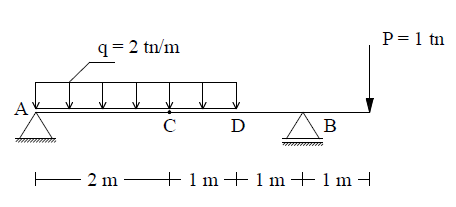 P = 1 tn
q = 2 tn/m
A
C
D
B
2 m
1 m
1 m
1 m